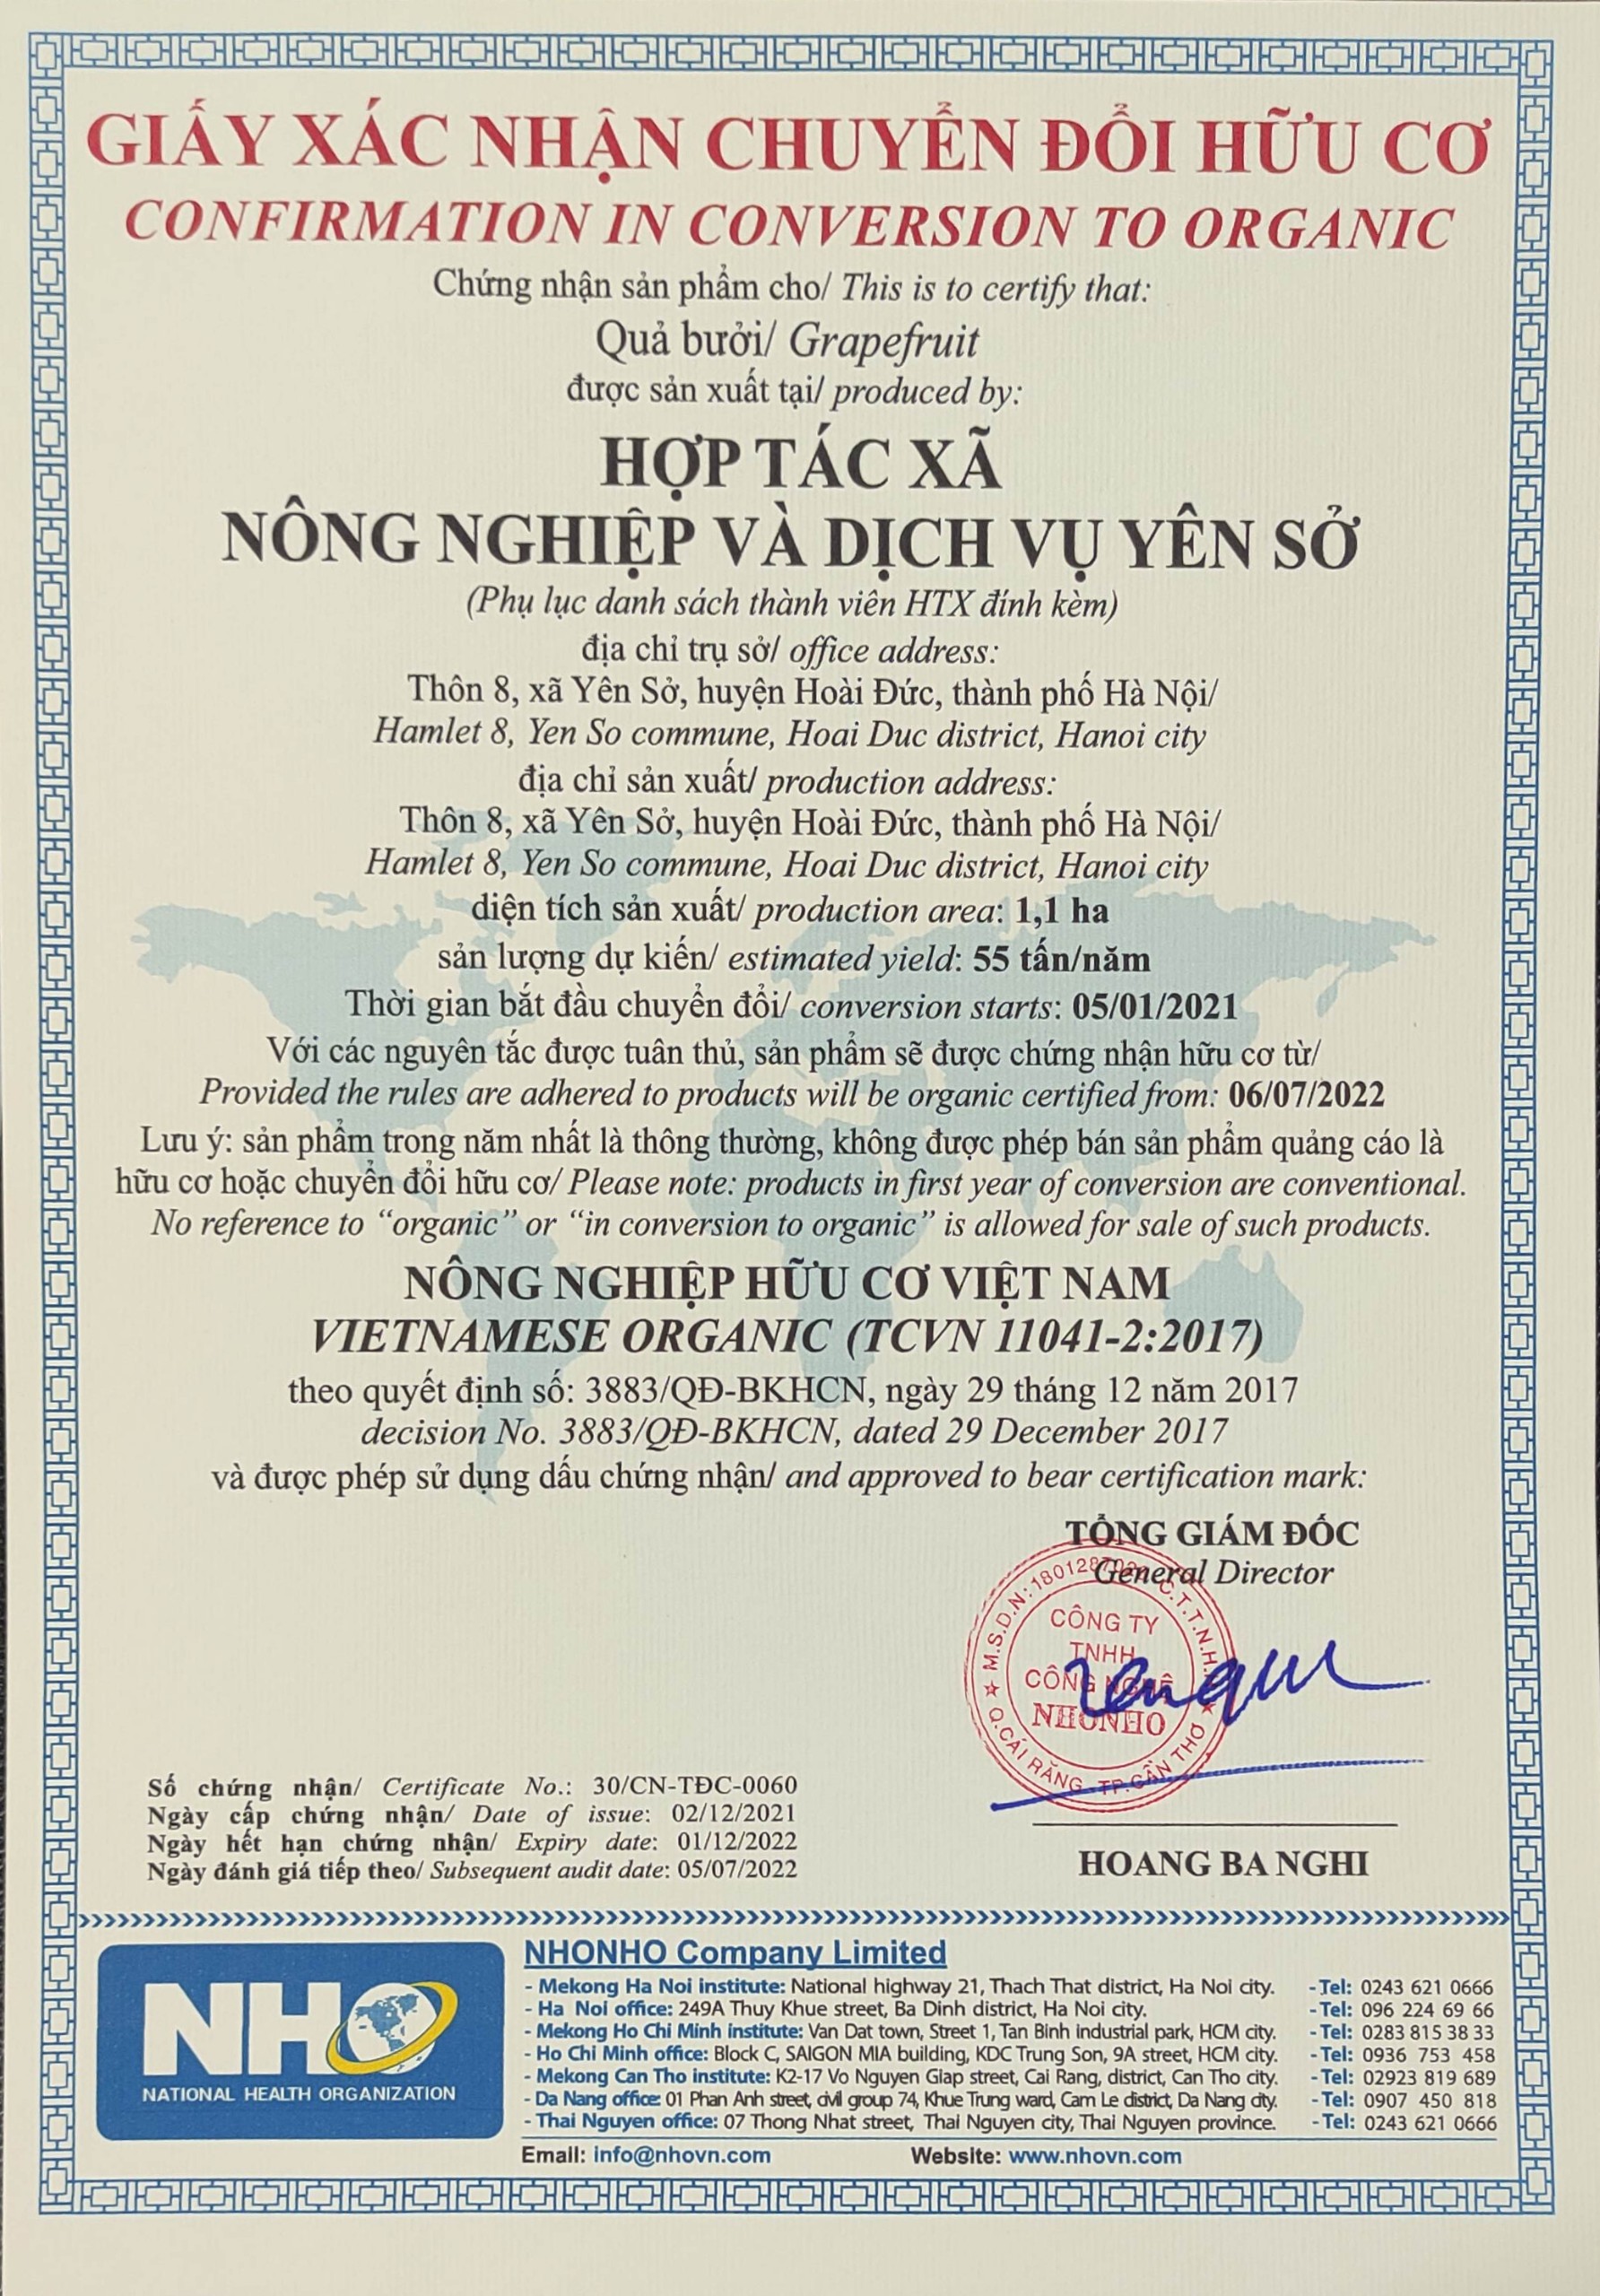 GIẤY XÁC NHẬN CHUYỂN ĐỔI HỮU CƠ
CONFIRMATION IN CONVERSION TO ORGANIC
Chứng nhận sản phẩm cho/ This is to certify that:
Quả bưởi/ Grapefruit
được sản xuất tại/ produced by:
HỢP TÁC XÃ
NÔNG NGHIỆP VÀ DỊCH VỤ YÊN SỞ
(Phụ lục danh sách thành viên HTX đính kèm)
địa chỉ trụ sở/ office address:
Thôn 8, xã Yên Sở, huyện Hoài Đức, thành phố Hà Nội/
Hamlet 8, Yen So commune, Hoai Duc district, Hanoi city
địa chỉ sản xuất/ production address:
Thôn 8, xã Yên Sở, huyện Hoài Đức, thành phố Hà Nội/
Hamlet 8, Yen So commune, Hoai Duc district, Hanoi city
diện tích sản xuất/ production area: 1,1 ha
sản lượng dự kiến/ estimated yield: 55 tấn/năm
Thời gian bắt đầu chuyển đổi/ conversion starts: 05/01/2021
Với các nguyên tắc được tuân thủ, sản phẩm sẽ được chứng nhận hữu cơ từ/
Provided the rules are adhered to products will be organic certified from: 06/07/2022
Lưu ý: sản phẩm trong năm nhất là thông thường, không được phép bán sản phẩm quảng cáo là
hữu cơ hoặc chuyển đổi hữu cơ/ Please note: products in first year of conversion are conventional.
No reference to “organic” or “in conversion to organic” is allowed for sale of such products.
NÔNG NGHIỆP HỮU CƠ VIỆT NAM
VIETNAMESE ORGANIC (TCVN 11041-2:2017)
theo quyết định số: 3883/QĐ-BKHCN, ngày 29 tháng 12 năm 2017
decision No. 3883/QĐ-BKHCN, dated 29 December 2017
và được phép sử dụng dấu chứng nhận/ and approved to bear certification mark:
TỔNG GIÁM ĐỐC
General Director
CÔNG TY
TNHH
CÔNG NGHỆ
NHONHO
Q.CÁI RĂNG - TP.CẦN THƠ
HOANG BA NGHI
Số chứng nhận/ Certificate No.: 30/CN-TĐC-0060
Ngày cấp chứng nhận/ Date of issue: 02/12/2021
Ngày hết hạn chứng nhận/ Expiry date: 01/12/2022
Ngày đánh giá tiếp theo/ Subsequent audit date: 05/07/2022
NHO
NATIONAL HEALTH ORGANIZATION
NHONHO Company Limited
- Mekong Ha Noi institute: National highway 21, Thach That district, Ha Noi city. - Tel: 0243 621 0666
- Ha Noi office: 249A Thuy Khue street, Ba Dinh district, Ha Noi city. - Tel: 096 224 69 66
- Mekong Ho Chi Minh institute: Van Dat town, Street 1, Tan Binh industrial park, HCM city. - Tel: 0283 815 38 33
- Ho Chi Minh office: Block C, SAIGON MIA building, KDC Trung Son, 9A street, HCM city. - Tel: 0936 753 458
- Mekong Can Tho institute: K2-17 Vo Nguyen Giap street, Cai Rang, district, Can Tho city. - Tel: 02923 819 689
- Da Nang office: 01 Phan Anh street, civil group 74, Khue Trung ward, Cam Le district, Da Nang city. - Tel: 0907 450 818
- Thai Nguyen office: 07 Thong Nhat street, Thai Nguyen city, Thai Nguyen province. - Tel: 0243 621 0666
Email: info@nhovn.com Website: www.nhovn.com